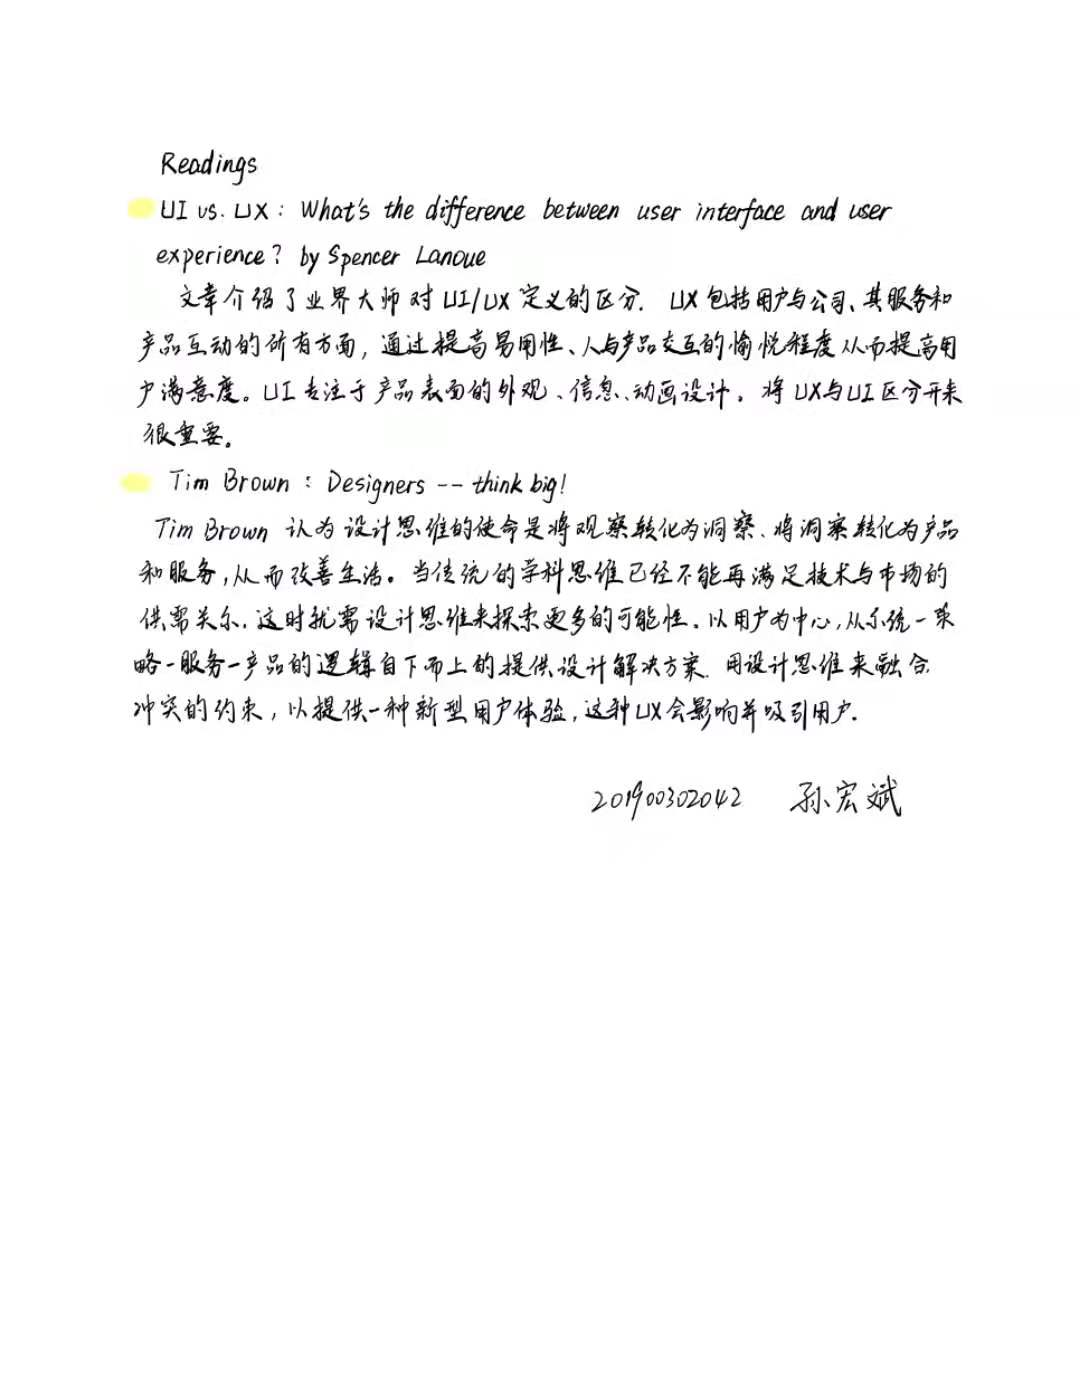 Readings
UI vs. UX: What's the difference between user interface and user
experience? by Spencer Lanoue
文章介绍了业界大师对UI/UX定义的区分. UX包括用户与公司、其服务和
产品互动的所有方面, 通过提高易用性、人与产品交互的愉悦程度从而提高用
户满意度。UI专注于产品表面的外观、信息、动画设计。将UX与UI区分开来
很重要。
Tim Brown: Designers -- think big!
Tim Brown 认为设计思维的使命是将观察转化为洞察、将洞察转化为产品
和服务,从而改善生活。当传统的学科思维已经不能再满足技术与市场的
供需关系,这时就需设计思维来探索更多的可能性。以用户为中心,从系统-策
略-服务-产品的逻辑自下而上的提供设计解决方案. 用设计思维来融合
冲突的约束, 以提供一种新型用户体验,这种UX会影响并吸引用户.
201900302042 孙宏斌